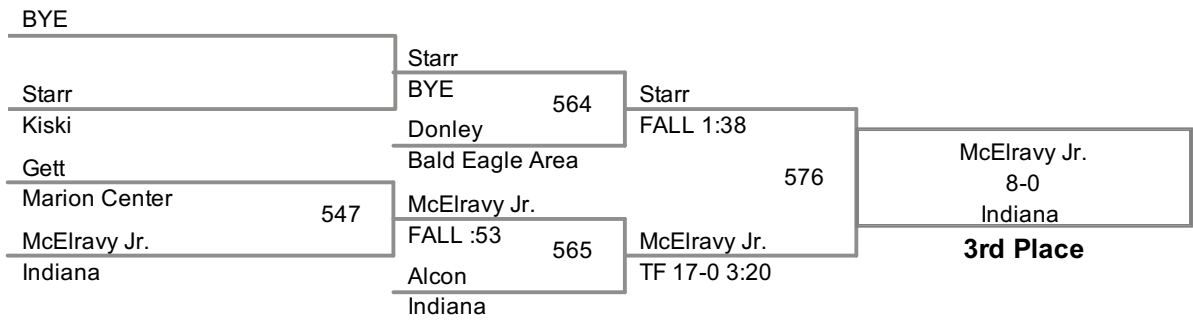 BYE
Starr
Kiski
Gett
Marion Center
547
McElravy Jr.
Indiana
Starr
BYE
564
Donley
Bald Eagle Area
McElravy Jr.
FALL :53
565
Alcon
Indiana
Starr
FALL 1:38
576
McElravy Jr.
TF 17-0 3:20
McElravy Jr.
8-0
Indiana
3rd Place